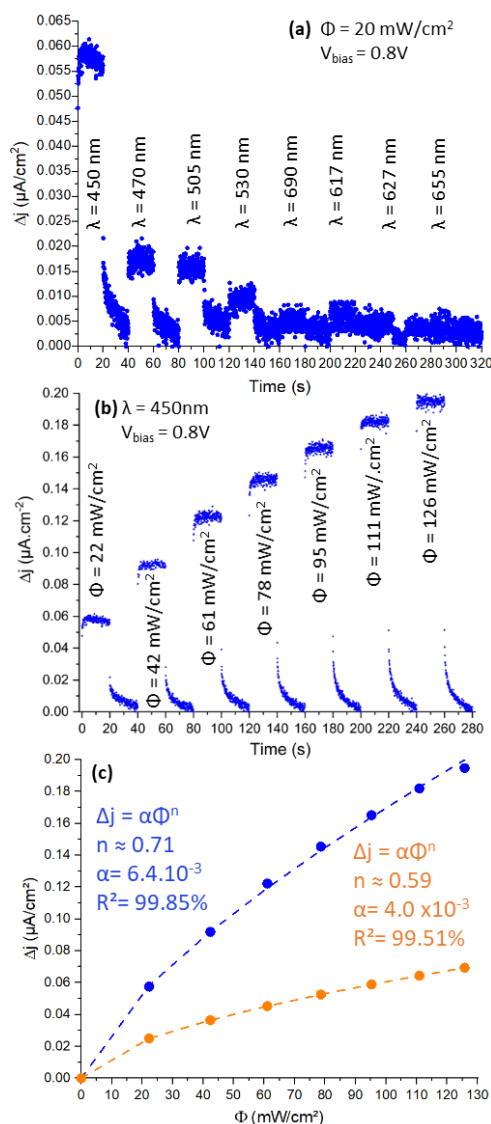 (a) Φ = 20 mW/cm²
V_bias = 0.8V
0.065
0.060
0.055
0.050
0.045
0.040
0.035
0.030
0.025
0.020
0.015
0.010
0.005
0.000
Δj (µA/cm²)
λ = 450 nm
λ = 470 nm
λ = 505 nm
λ = 530 nm
λ = 690 nm
λ = 617 nm
λ = 627 nm
λ = 655 nm
0 20 40 60 80 100 120 140 160 180 200 220 240 260 280 300 320
Time (s)
(b) λ = 450nm
V_bias = 0.8V
0.20
0.18
0.16
0.14
0.12
0.10
0.08
0.06
0.04
0.02
0.00
Δj (µA.cm⁻²)
Φ = 22 mW/cm²
Φ = 42 mW/cm²
Φ = 61 mW/cm²
Φ = 78 mW/cm²
Φ = 95 mW/cm²
Φ = 111 mW/.cm²
Φ = 126 mW/cm²
0 20 40 60 80 100 120 140 160 180 200 220 240 260 280
Time (s)
(c)
0.20
0.18
0.16
0.14
0.12
0.10
0.08
0.06
0.04
0.02
0.00
Δj (µA/cm²)
Δj = αΦⁿ
n ≈ 0.71
α= 6.4.10⁻³
R²= 99.85%
Δj = αΦⁿ
n ≈ 0.59
α= 4.0 x10⁻³
R²= 99.51%
0 10 20 30 40 50 60 70 80 90 100 110 120 130
Φ (mW/cm²)